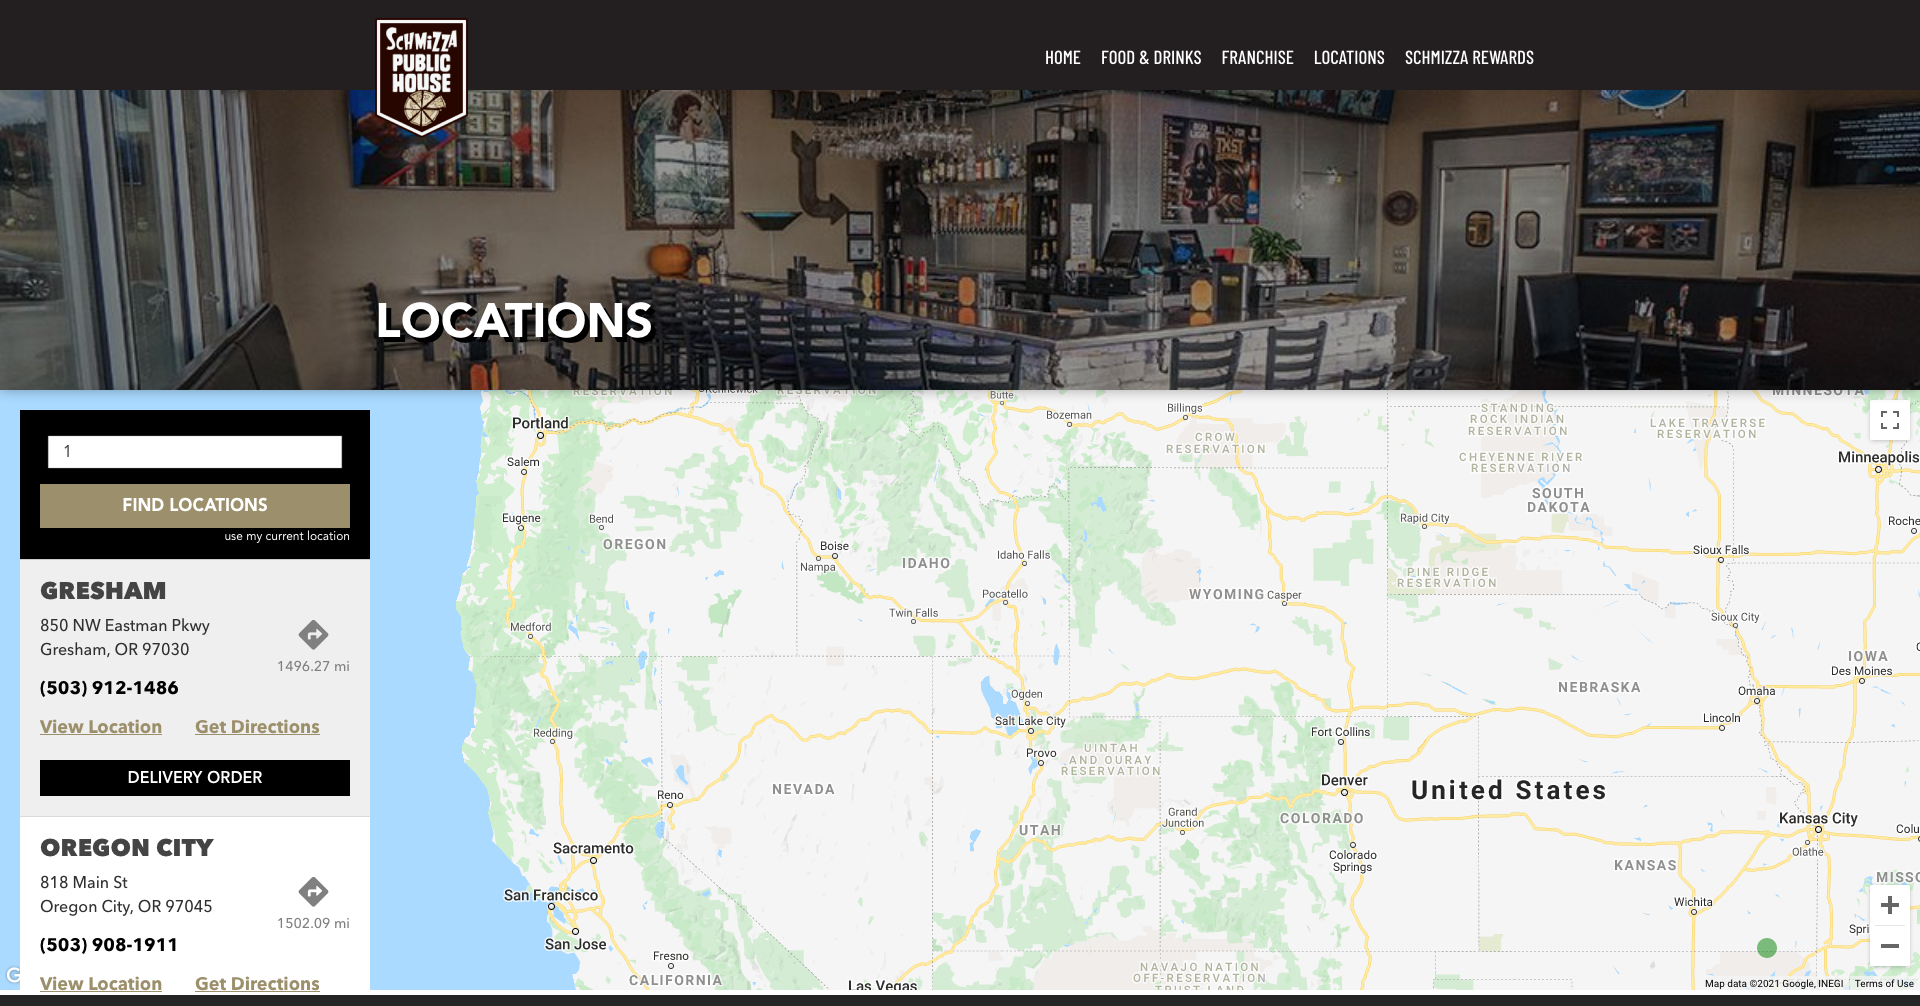 SCHMIZZA
PUBLIC
HOUSE
HOME
FOOD & DRINKS
FRANCHISE
LOCATIONS
SCHMIZZA REWARDS
BAR
LOCATIONS
1
FIND LOCATIONS
use my current location
GRESHAM
850 NW Eastman Pkwy
Gresham, OR 97030
1496.27 mi
(503) 912-1486
View Location
Get Directions
DELIVERY ORDER
OREGON CITY
818 Main St
Oregon City, OR 97045
1502.09 mi
(503) 908-1911
View Location
Get Directions
RESERVATION
Kennewick
RESERVATION
Butte
MINNESOTA
Portland
Bozeman
Billings
STANDING
ROCK INDIAN
RESERVATION
LAKE TRAVERSE
RESERVATION
CROW
RESERVATION
Salem
CHEYENNE RIVER
RESERVATION
Minneapolis
SOUTH
DAKOTA
Eugene
Bend
Rapid City
Roche
OREGON
Boise
Nampa
IDAHO
Idaho Falls
Sioux Falls
PINE RIDGE
RESERVATION
Pocatello
WYOMING
Casper
Twin Falls
Medford
Sioux City
IOWA
Des Moines
Ogden
NEBRASKA
Omaha
Salt Lake City
Lincoln
Redding
Provo
UINTAH
AND OURAY
RESERVATION
Fort Collins
Denver
United States
NEVADA
Reno
Grand
Junction
COLORADO
Kansas City
Colu
UTAH
Sacramento
Colorado
Springs
Olathe
KANSAS
MISSO
San Francisco
Wichita
San Jose
Spri
Fresno
CALIFORNIA
Las Vegas
NAVAJO NATION
OFF-RESERVATION
TRUST LAND
G
Map data ©2021 Google, INEGI
Terms of Use